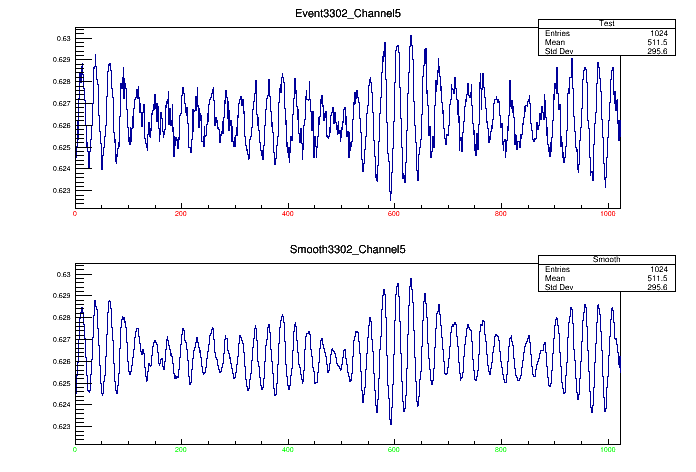 Event3302_Channel5
Test
Entries 1024
Mean 511.5
Std Dev 295.6
0.63
0.629
0.628
0.627
0.626
0.625
0.624
0.623
0 200 400 600 800 1000
Smooth3302_Channel5
Smooth
Entries 1024
Mean 511.5
Std Dev 295.6
0.63
0.629
0.628
0.627
0.626
0.625
0.624
0.623
0 200 400 600 800 1000